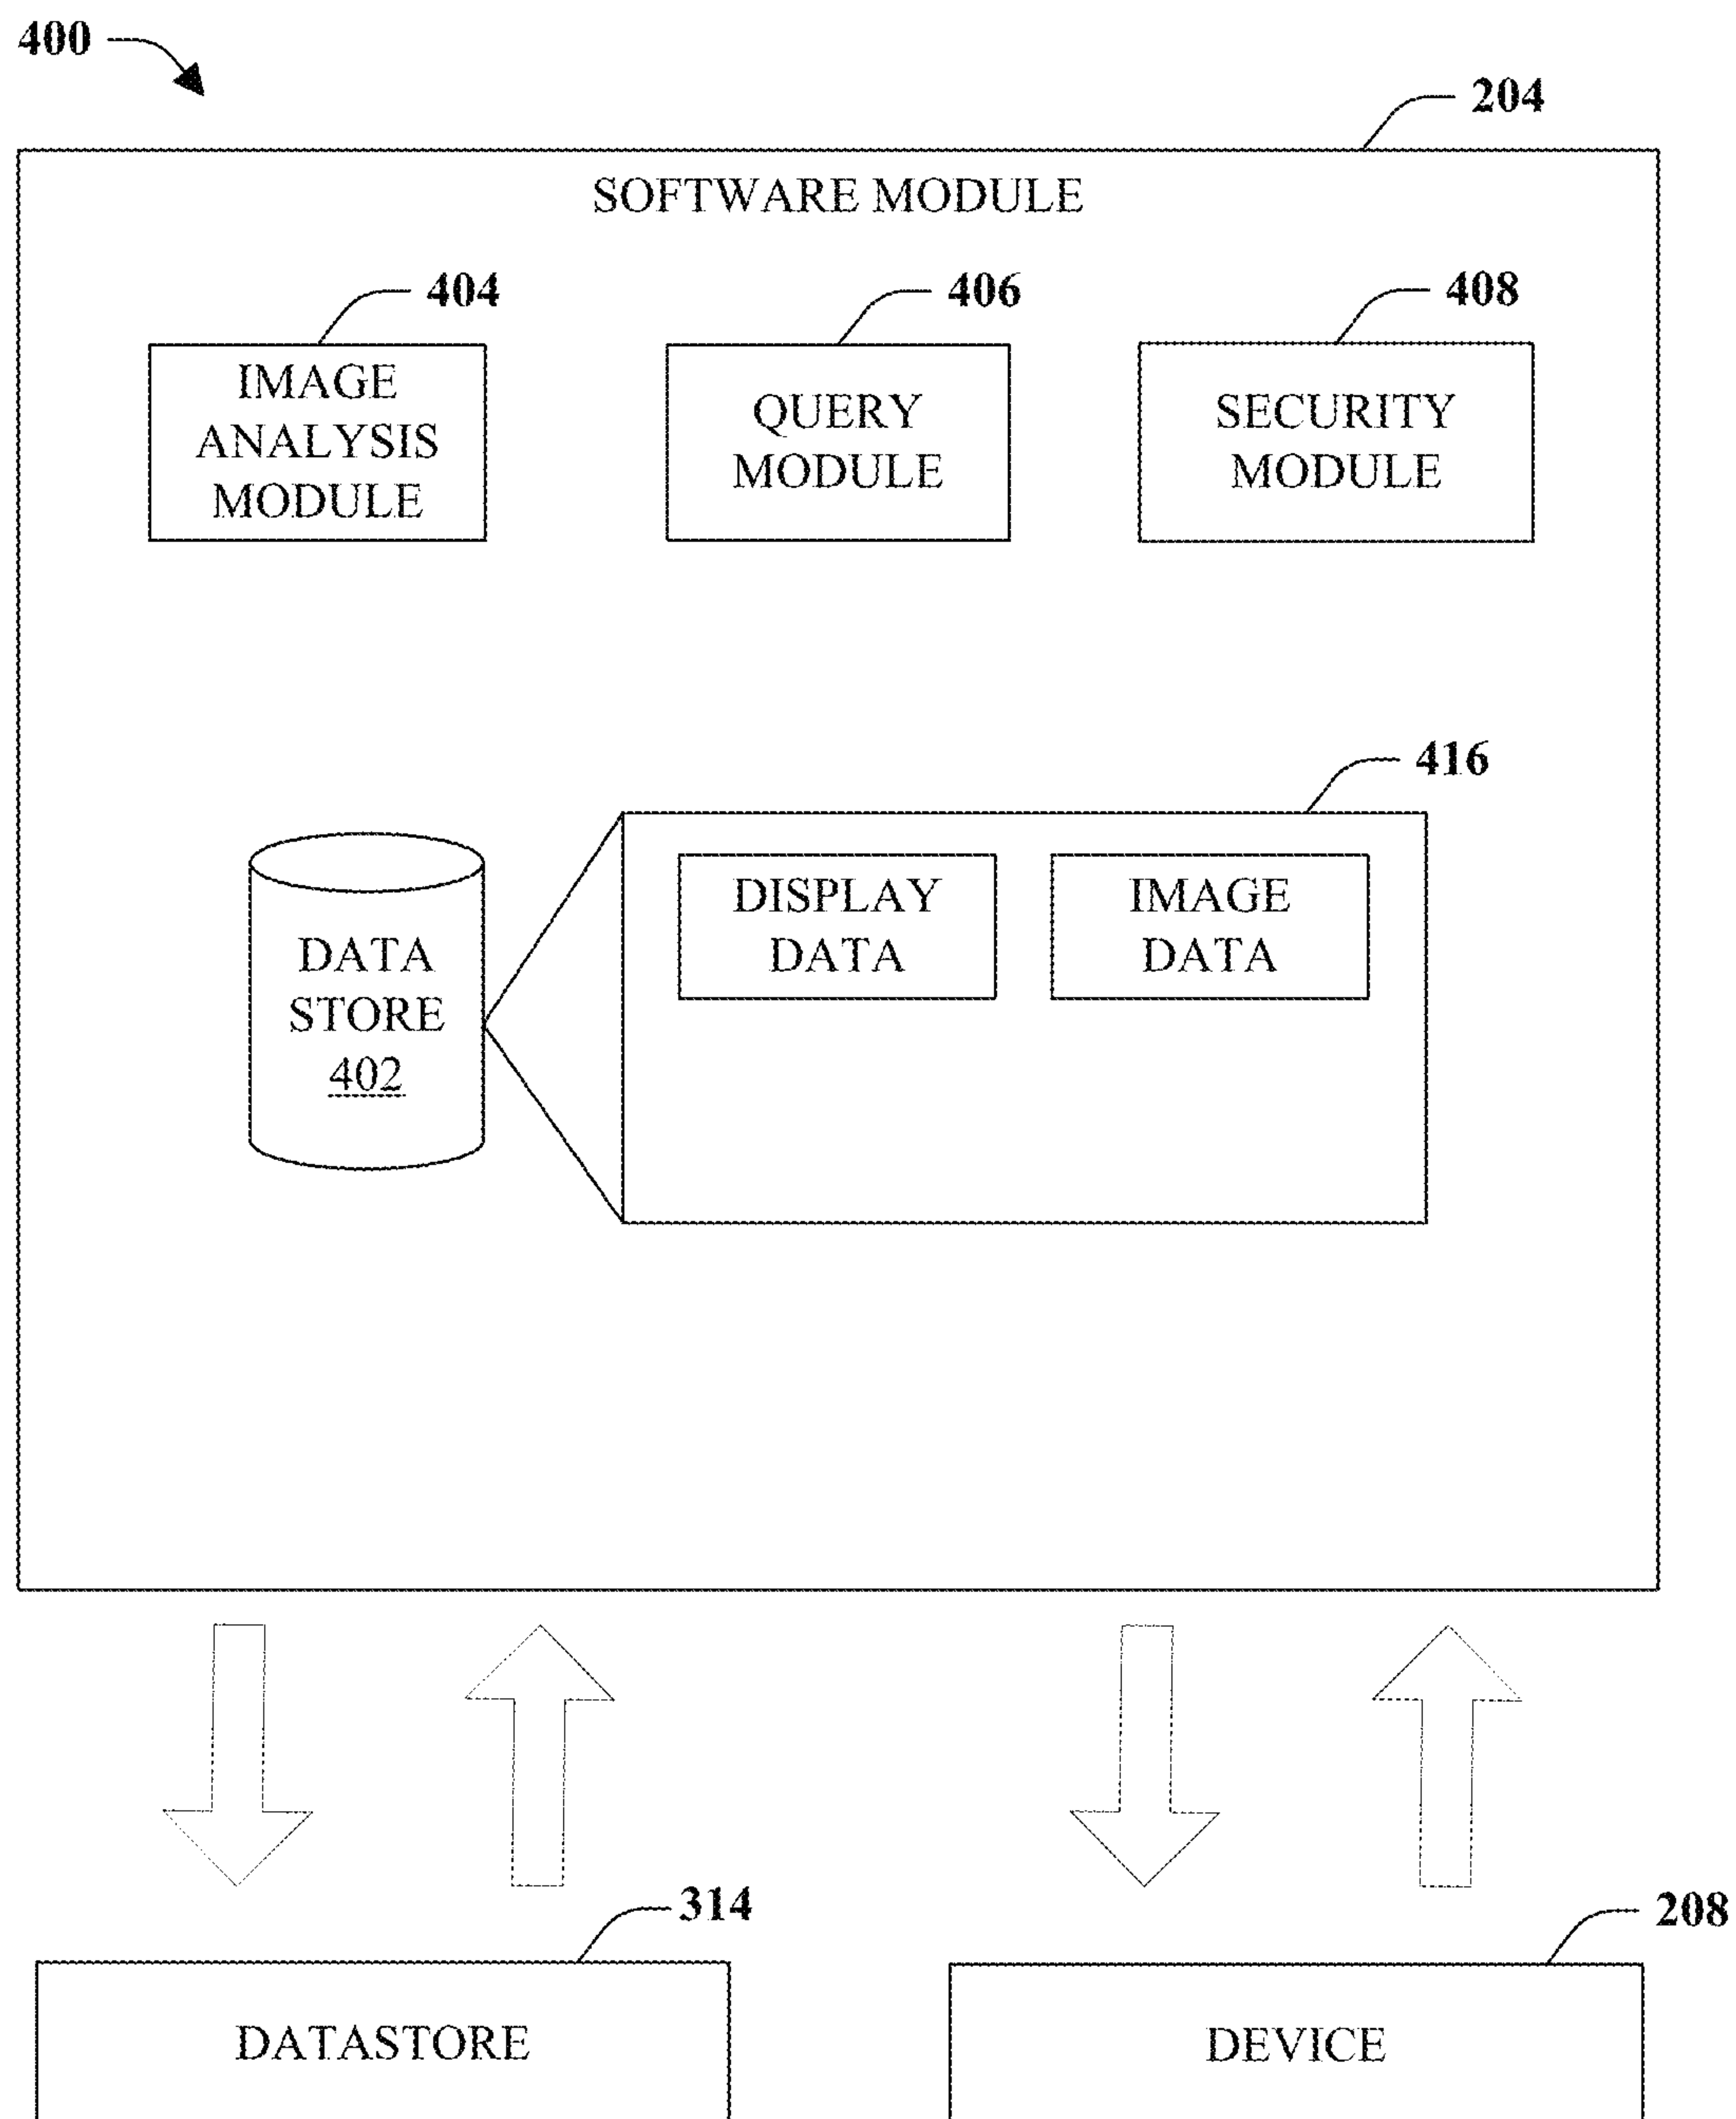 400
204
SOFTWARE MODULE
404
406
408
IMAGE
ANALYSIS
MODULE
QUERY
MODULE
SECURITY
MODULE
416
DATA
STORE
402
DISPLAY
DATA
IMAGE
DATA
314
208
DATASTORE
DEVICE